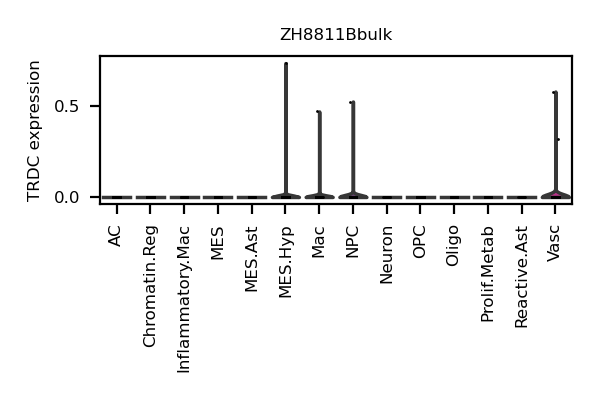 ZH8811Bbulk
TRDC expression
0.5
0.0
AC
Chromatin.Reg
Inflammatory.Mac
MES
MES.Ast
MES.Hyp
Mac
NPC
Neuron
OPC
Oligo
Prolif.Metab
Reactive.Ast
Vasc